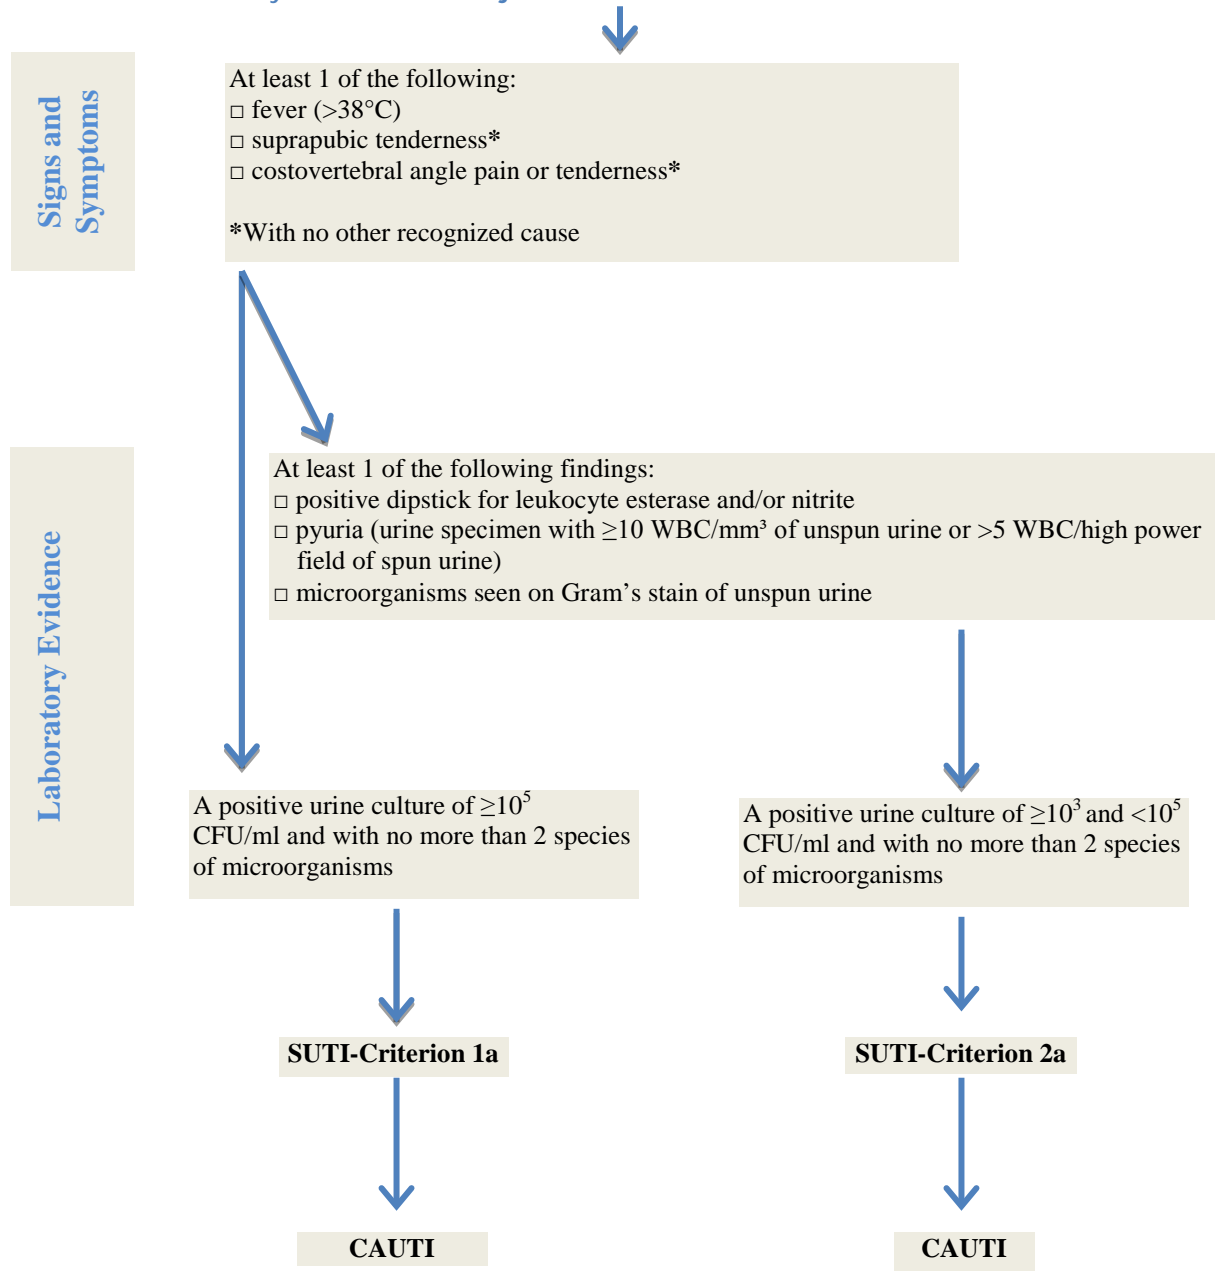 Signs and
Symptoms
At least 1 of the following:
□ fever (>38°C)
□ suprapubic tenderness*
□ costovertebral angle pain or tenderness*
*With no other recognized cause
Laboratory Evidence
At least 1 of the following findings:
□ positive dipstick for leukocyte esterase and/or nitrite
□ pyuria (urine specimen with ≥10 WBC/mm³ of unspun urine or >5 WBC/high power
field of spun urine)
□ microorganisms seen on Gram’s stain of unspun urine
A positive urine culture of ≥10⁵
CFU/ml and with no more than 2 species
of microorganisms
A positive urine culture of ≥10³ and <10⁵
CFU/ml and with no more than 2 species
of microorganisms
SUTI-Criterion 1a
SUTI-Criterion 2a
CAUTI
CAUTI